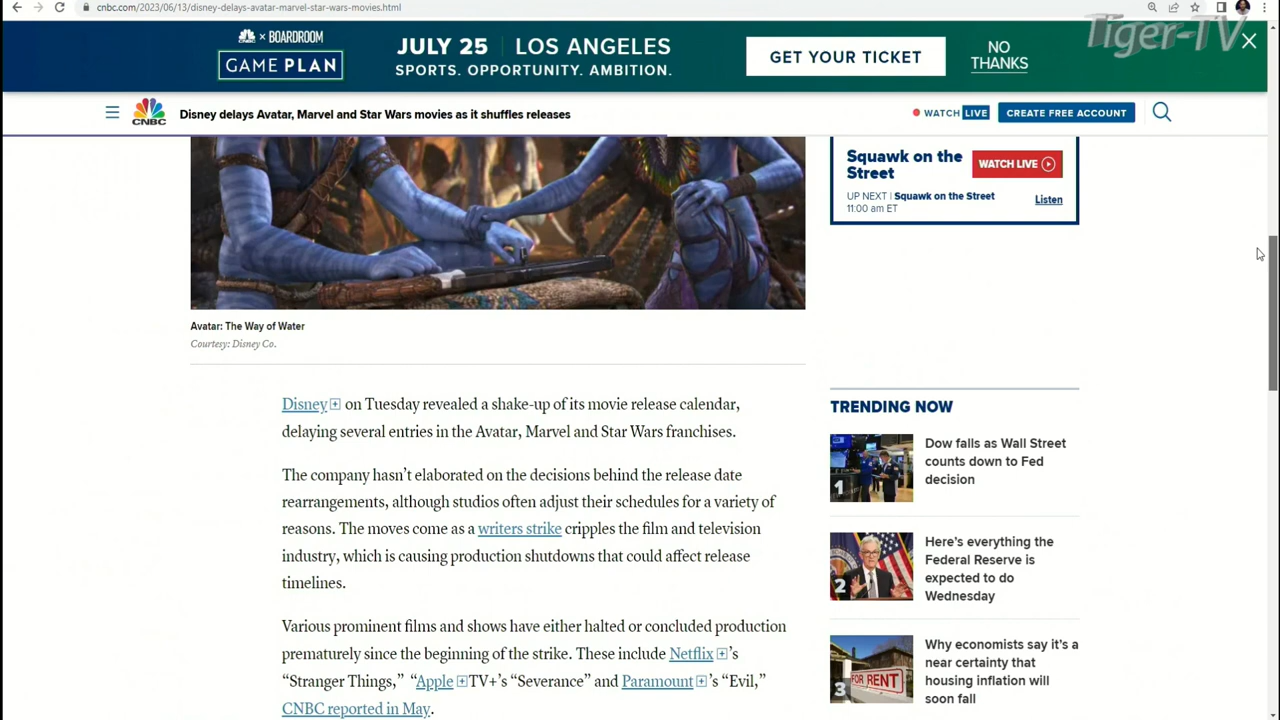 cnbc.com/2023/06/13/disney-delays-avatar-marvel-star-wars-movies.html
Tiger-TV
CNBC × BOARDROOM
GAME PLAN
JULY 25 | LOS ANGELES
SPORTS. OPPORTUNITY. AMBITION.
GET YOUR TICKET
NO
THANKS
CNBC
Disney delays Avatar, Marvel and Star Wars movies as it shuffles releases
WATCH LIVE
CREATE FREE ACCOUNT
Squawk on the
Street
WATCH LIVE
UP NEXT | Squawk on the Street
11:00 am ET
Listen
Avatar: The Way of Water
Courtesy: Disney Co.
Disney on Tuesday revealed a shake-up of its movie release calendar,
delaying several entries in the Avatar, Marvel and Star Wars franchises.
The company hasn’t elaborated on the decisions behind the release date
rearrangements, although studios often adjust their schedules for a variety of
reasons. The moves come as a writers strike cripples the film and television
industry, which is causing production shutdowns that could affect release
timelines.
Various prominent films and shows have either halted or concluded production
prematurely since the beginning of the strike. These include Netflix’s
“Stranger Things,” “Apple TV+’s “Severance” and Paramount’s “Evil,”
CNBC reported in May.
TRENDING NOW
1
Dow falls as Wall Street
counts down to Fed
decision
2
Here’s everything the
Federal Reserve is
expected to do
Wednesday
3
FOR RENT
Why economists say it’s a
near certainty that
housing inflation will
soon fall